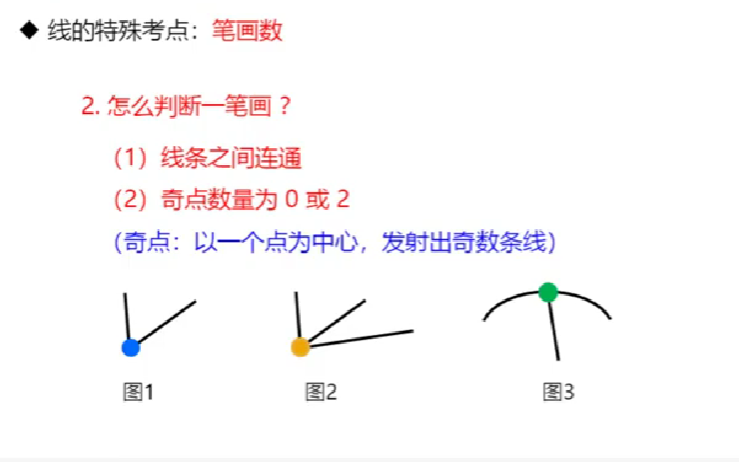 ◆ 线的特殊考点：笔画数
2. 怎么判断一笔画？
（1）线条之间连通
（2）奇点数量为 0 或 2
（奇点：以一个点为中心，发射出奇数条线）
图1
图2
图3